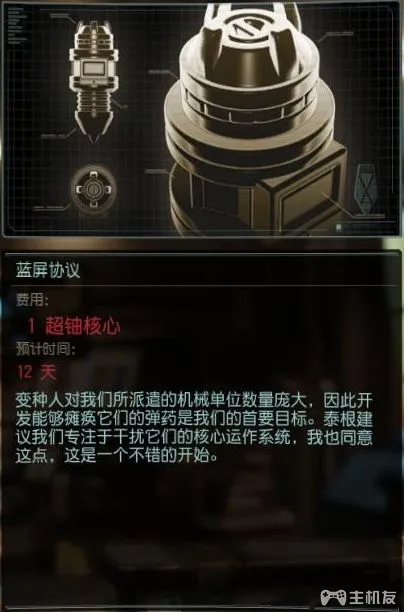 蓝屏协议
费用:
1 超铀核心
预计时间:
12 天
变种人对我们所派遣的机械单位数量庞大，因此开
发能够瘫痪它们的弹药是我们的首要目标。泰根建
议我们专注于干扰它们的核心运作系统，我也同意
这点，这是一个不错的开始。
主机友